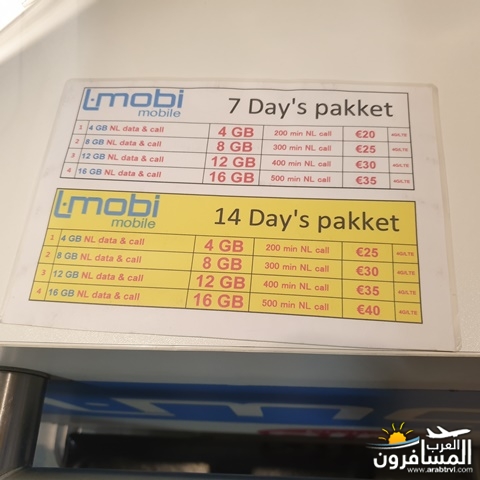 L-mobi mobile 7 Day's pakket
1 4 GB NL data & call 4 GB 200 min NL call €20 4G/LTE
2 8 GB NL data & call 8 GB 300 min NL call €25 4G/LTE
3 12 GB NL data & call 12 GB 400 min NL call €30 4G/LTE
4 16 GB NL data & call 16 GB 500 min NL call €35 4G/LTE
L-mobi mobile 14 Day's pakket
1 4 GB NL data & call 4 GB 200 min NL call €25 4G/LTE
2 8 GB NL data & call 8 GB 300 min NL call €30 4G/LTE
3 12 GB NL data & call 12 GB 400 min NL call €35 4G/LTE
4 16 GB NL data & call 16 GB 500 min NL call €40 4G/LTE
العرب
المسافرون
www.arabtrvl.com